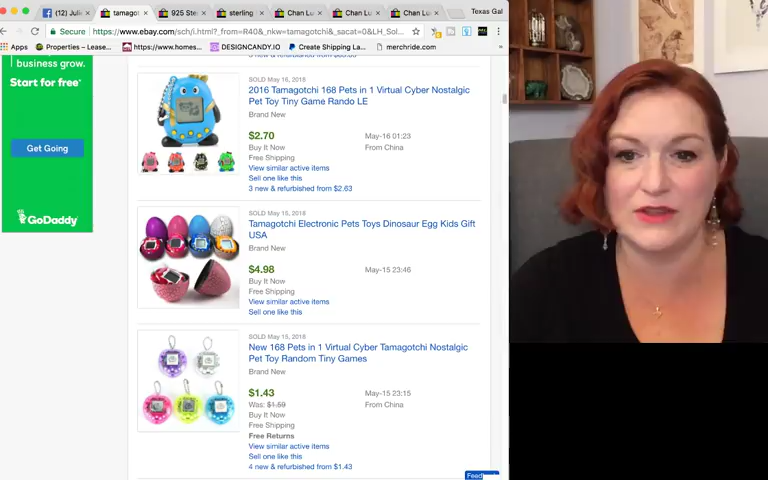 (12) Julie
tamagot
925 Ste
sterling
Chan Lu
Chan Lu
Chan Lu
Texas Gal
Secure
https://www.ebay.com/sch/i.html?_from=R40&_nkw=tamagotchi&_sacat=0&LH_Sol...
Apps
Properties – Lease...
https://www.homes...
DESIGNCANDY.IO
Create Shipping La...
merchride.com
business grow.
Start for free*
Get Going
GoDaddy
SOLD MAY 16, 2018
2016 Tamagotchi 168 Pets in 1 Virtual Cyber Nostalgic
Pet Toy Tiny Game Rando LE
Brand New
$2.70
May-16 01:23
Buy It Now
From China
Free Shipping
View similar active items
Sell one like this
3 new & refurbished from $2.63
SOLD MAY 15, 2018
Tamagotchi Electronic Pets Toys Dinosaur Egg Kids Gift
USA
Brand New
$4.98
May-15 23:46
Buy It Now
Free Shipping
View similar active items
Sell one like this
SOLD MAY 15, 2018
New 168 Pets in 1 Virtual Cyber Tamagotchi Nostalgic
Pet Toy Random Tiny Games
Brand New
$1.43
May-15 23:15
Was: $1.59
From China
Buy It Now
Free Shipping
Free Returns
View similar active items
Sell one like this
4 new & refurbished from $1.43